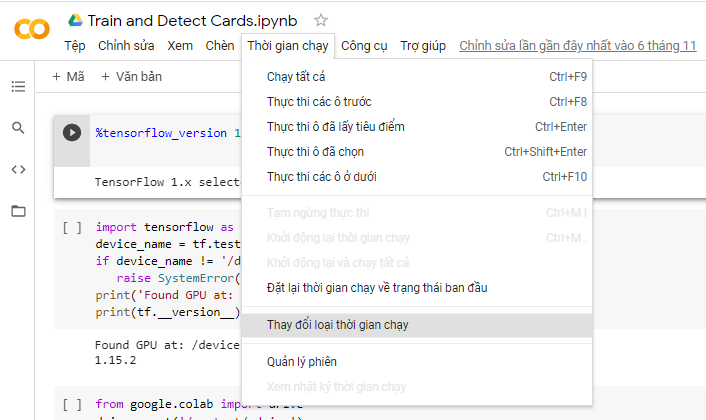 Train and Detect Cards.ipynb
Tệp Chỉnh sửa Xem Chèn Thời gian chạy Công cụ Trợ giúp Chỉnh sửa lần gần đây nhất vào 6 tháng 11
+ Mã + Văn bản
Chạy tất cả Ctrl+F9
Thực thi các ô trước Ctrl+F8
Thực thi ô đã lấy tiêu điểm Ctrl+Enter
Thực thi ô đã chọn Ctrl+Shift+Enter
Thực thi các ô ở dưới Ctrl+F10
Tạm ngừng thực thi Ctrl+M I
Khởi động lại thời gian chạy Ctrl+M .
Khởi động lại và chạy tất cả
Đặt lại thời gian chạy về trạng thái ban đầu
Thay đổi loại thời gian chạy
Quản lý phiên
Xem nhật ký thời gian chạy
%tensorflow_version 1
TensorFlow 1.x select
[ ] import tensorflow as
device_name = tf.test
if device_name != '/d
raise SystemError(
print('Found GPU at:
print(tf.__version__)
Found GPU at: /device
1.15.2
[ ] from google.colab import drive